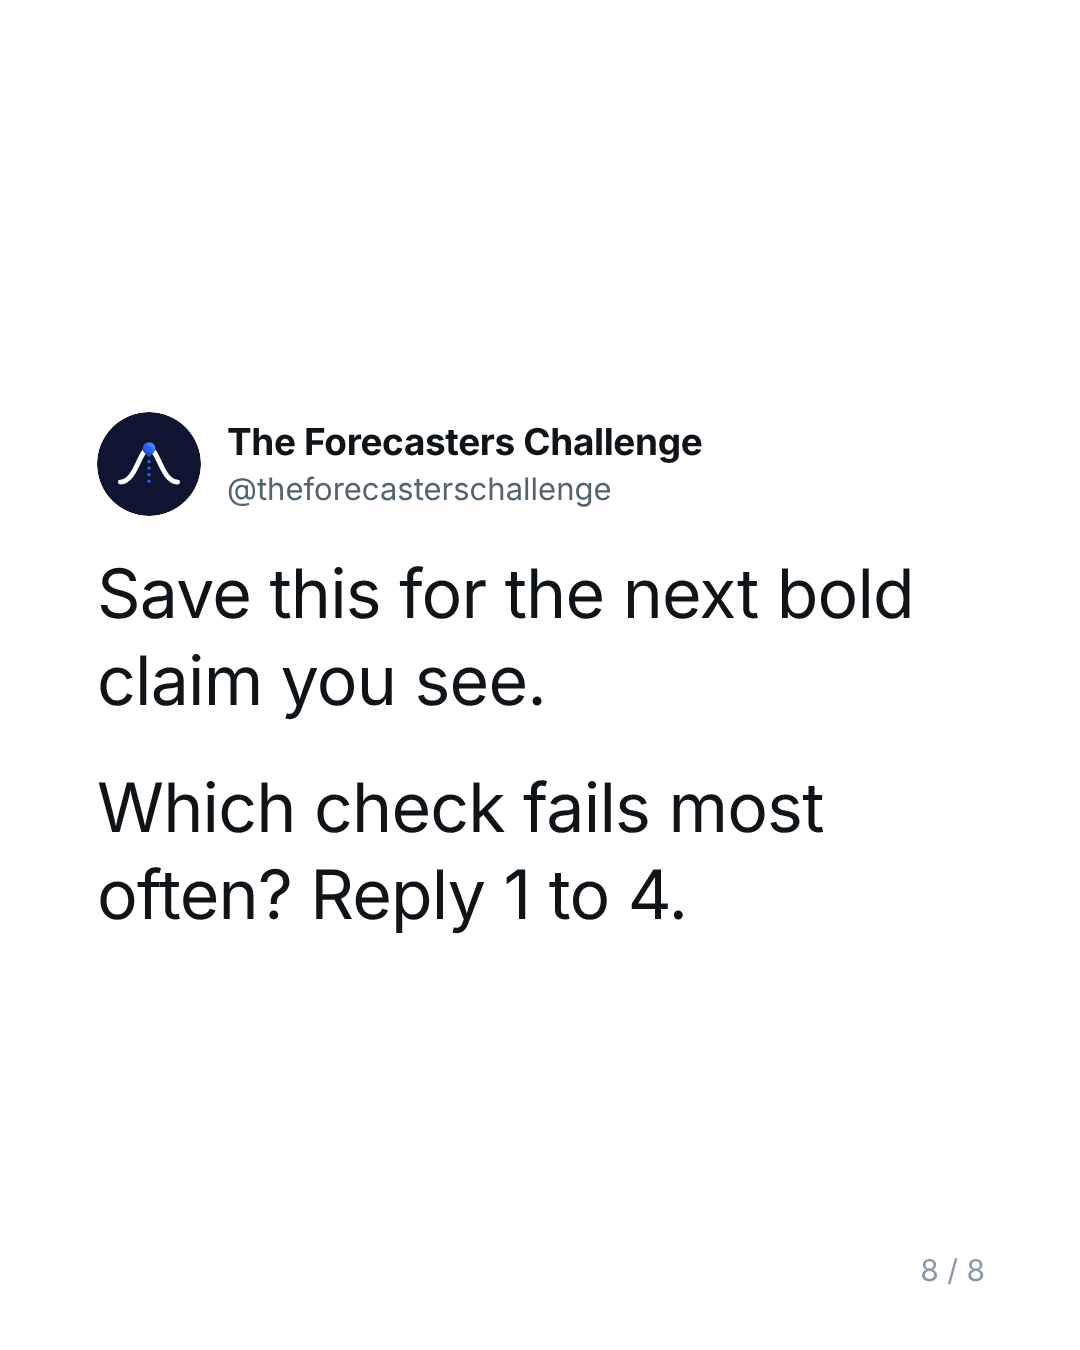 The Forecasters Challenge
@theforecasterschallenge
Save this for the next bold
claim you see.
Which check fails most
often? Reply 1 to 4.
8 / 8